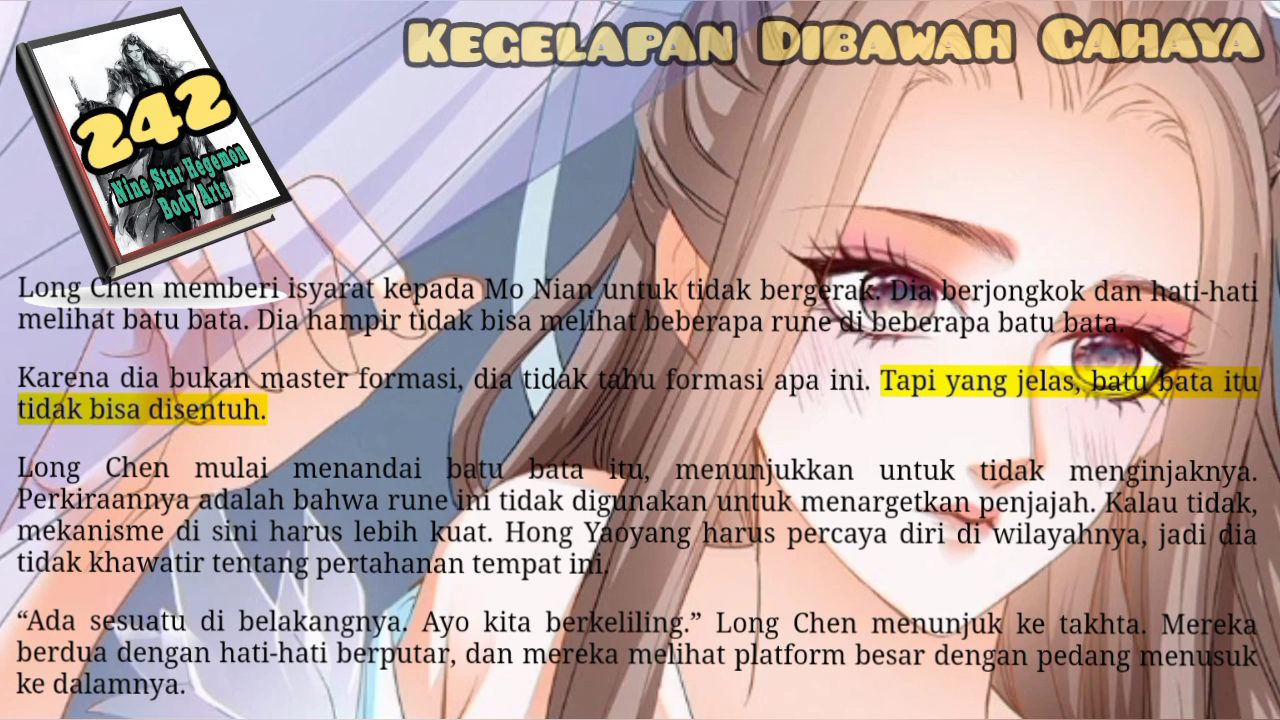 Kegelapan Dibawah Cahaya
242
Nine Star Hegemon
Body Arts
Long Chen memberi isyarat kepada Mo Nian untuk tidak bergerak. Dia berjongkok dan hati-hati
melihat batu bata. Dia hampir tidak bisa melihat beberapa rune di beberapa batu bata.
Karena dia bukan master formasi, dia tidak tahu formasi apa ini. Tapi yang jelas, batu bata itu
tidak bisa disentuh.
Long Chen mulai menandai batu bata itu, menunjukkan untuk tidak menginjaknya.
Perkiraannya adalah bahwa rune ini tidak digunakan untuk menargetkan penjajah. Kalau tidak,
mekanisme di sini harus lebih kuat. Hong Yaoyang harus percaya diri di wilayahnya, jadi dia
tidak khawatir tentang pertahanan tempat ini.
“Ada sesuatu di belakangnya. Ayo kita berkeliling.” Long Chen menunjuk ke takhta. Mereka
berdua dengan hati-hati berputar, dan mereka melihat platform besar dengan pedang menusuk
ke dalamnya.